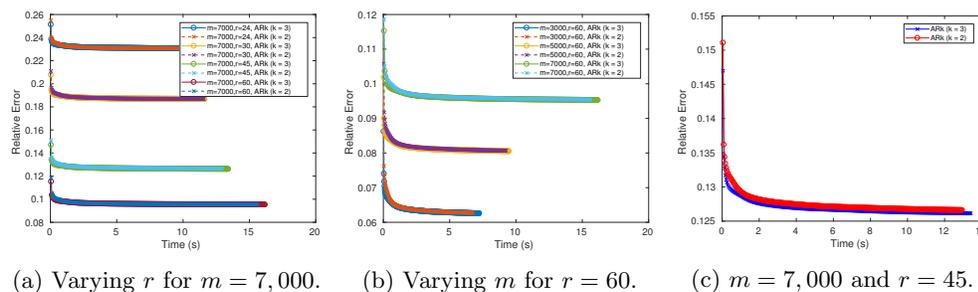 0.26
0.24
0.22
0.2
0.18
0.16
0.14
0.12
0.1
0.08
Relative Error
0 5 10 15 20
Time (s)
m=7000,r=24, ARk (k = 3)
m=7000,r=24, ARk (k = 2)
m=7000,r=30, ARk (k = 3)
m=7000,r=30, ARk (k = 2)
m=7000,r=45, ARk (k = 3)
m=7000,r=45, ARk (k = 2)
m=7000,r=60, ARk (k = 3)
m=7000,r=60, ARk (k = 2)
(a) Varying r for m = 7, 000.
0.12
0.11
0.1
0.09
0.08
0.07
0.06
Relative Error
0 5 10 15 20
Time (s)
m=3000,r=60, ARk (k = 3)
m=3000,r=60, ARk (k = 2)
m=5000,r=60, ARk (k = 3)
m=5000,r=60, ARk (k = 2)
m=7000,r=60, ARk (k = 3)
m=7000,r=60, ARk (k = 2)
(b) Varying m for r = 60.
0.155
0.15
0.145
0.14
0.135
0.13
0.125
Relative Error
0 2 4 6 8 10 12
Time (s)
ARk (k = 3)
ARk (k = 2)
(c) m = 7, 000 and r = 45.